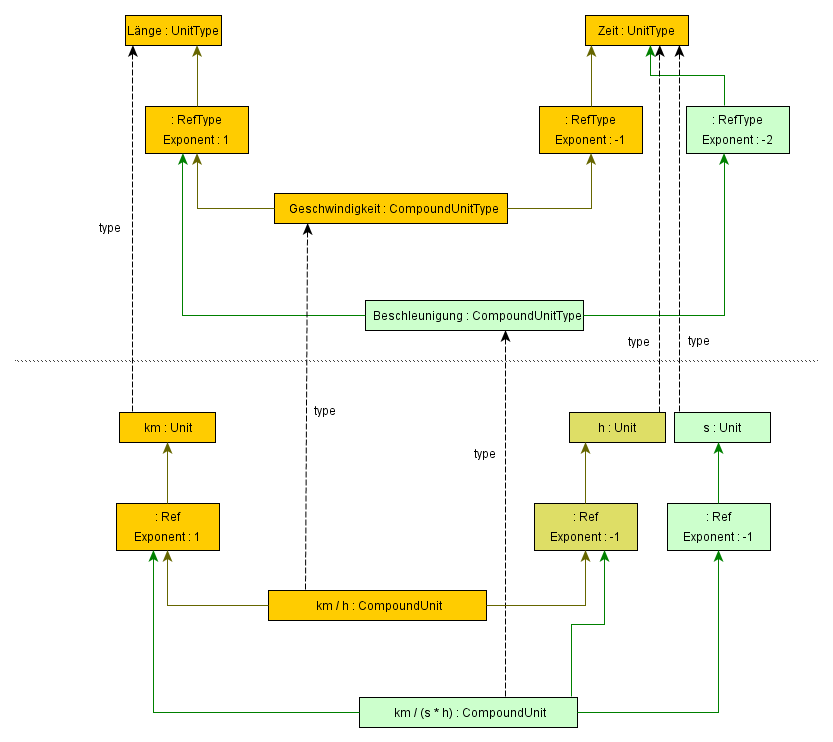 Länge : UnitType
Zeit : UnitType
: RefType
Exponent : 1
: RefType
Exponent : -1
: RefType
Exponent : -2
Geschwindigkeit : CompoundUnitType
type
Beschleunigung : CompoundUnitType
type
type
type
km : Unit
h : Unit
s : Unit
type
: Ref
Exponent : 1
: Ref
Exponent : -1
: Ref
Exponent : -1
km / h : CompoundUnit
km / (s * h) : CompoundUnit